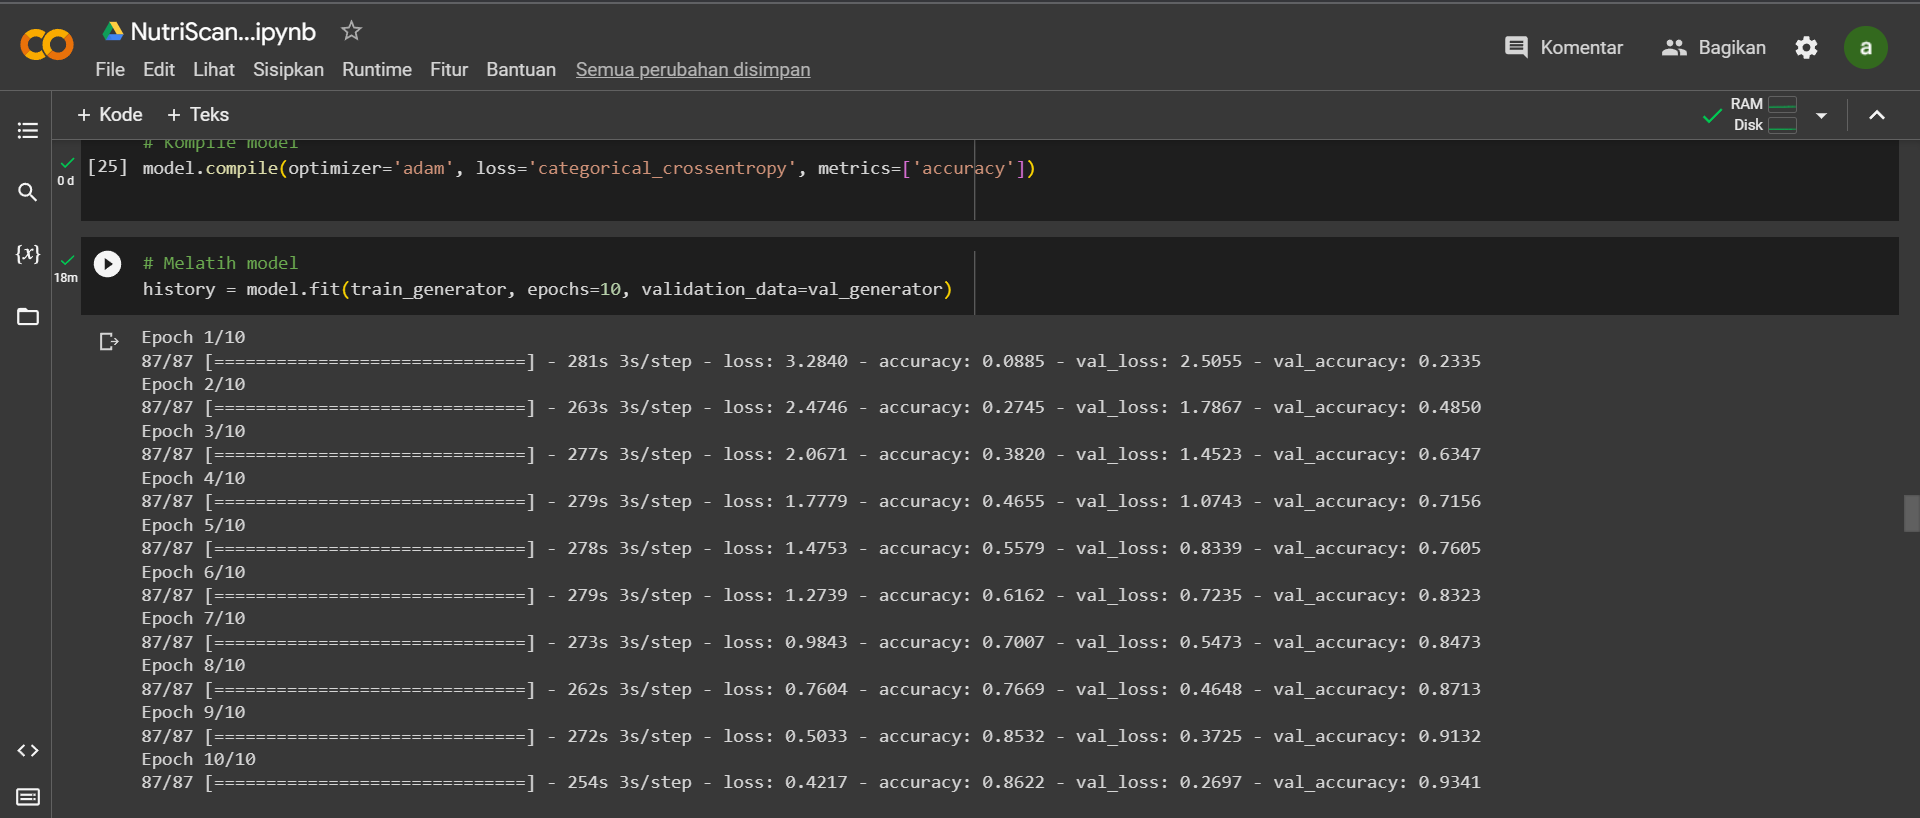 NutriScan...ipynb
File Edit Lihat Sisipkan Runtime Fitur Bantuan Semua perubahan disimpan
Komentar Bagikan a
+ Kode + Teks
RAM
Disk
# Kompile model
[25] model.compile(optimizer='adam', loss='categorical_crossentropy', metrics=['accuracy'])
0 d
{x}
# Melatih model
18m
history = model.fit(train_generator, epochs=10, validation_data=val_generator)
Epoch 1/10
87/87 [==============================] - 281s 3s/step - loss: 3.2840 - accuracy: 0.0885 - val_loss: 2.5055 - val_accuracy: 0.2335
Epoch 2/10
87/87 [==============================] - 263s 3s/step - loss: 2.4746 - accuracy: 0.2745 - val_loss: 1.7867 - val_accuracy: 0.4850
Epoch 3/10
87/87 [==============================] - 277s 3s/step - loss: 2.0671 - accuracy: 0.3820 - val_loss: 1.4523 - val_accuracy: 0.6347
Epoch 4/10
87/87 [==============================] - 279s 3s/step - loss: 1.7779 - accuracy: 0.4655 - val_loss: 1.0743 - val_accuracy: 0.7156
Epoch 5/10
87/87 [==============================] - 278s 3s/step - loss: 1.4753 - accuracy: 0.5579 - val_loss: 0.8339 - val_accuracy: 0.7605
Epoch 6/10
87/87 [==============================] - 279s 3s/step - loss: 1.2739 - accuracy: 0.6162 - val_loss: 0.7235 - val_accuracy: 0.8323
Epoch 7/10
87/87 [==============================] - 273s 3s/step - loss: 0.9843 - accuracy: 0.7007 - val_loss: 0.5473 - val_accuracy: 0.8473
Epoch 8/10
87/87 [==============================] - 262s 3s/step - loss: 0.7604 - accuracy: 0.7669 - val_loss: 0.4648 - val_accuracy: 0.8713
Epoch 9/10
87/87 [==============================] - 272s 3s/step - loss: 0.5033 - accuracy: 0.8532 - val_loss: 0.3725 - val_accuracy: 0.9132
Epoch 10/10
87/87 [==============================] - 254s 3s/step - loss: 0.4217 - accuracy: 0.8622 - val_loss: 0.2697 - val_accuracy: 0.9341